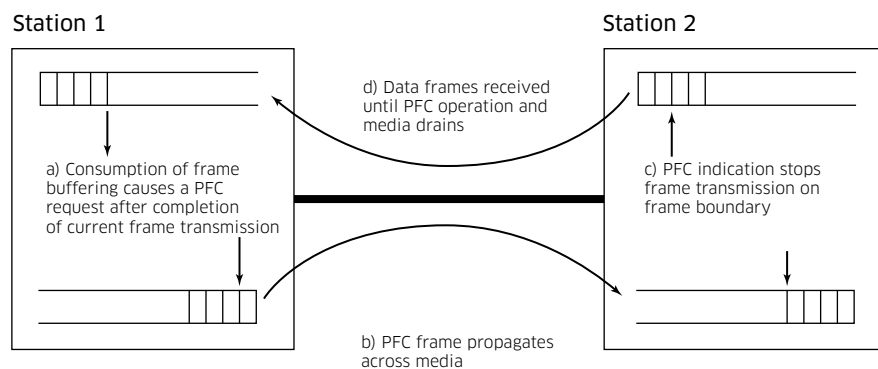 Station 1
Station 2
d) Data frames received
until PFC operation and
media drains
a) Consumption of frame
buffering causes a PFC
request after completion
of current frame transmission
c) PFC indication stops
frame transmission on
frame boundary
b) PFC frame propagates
across media